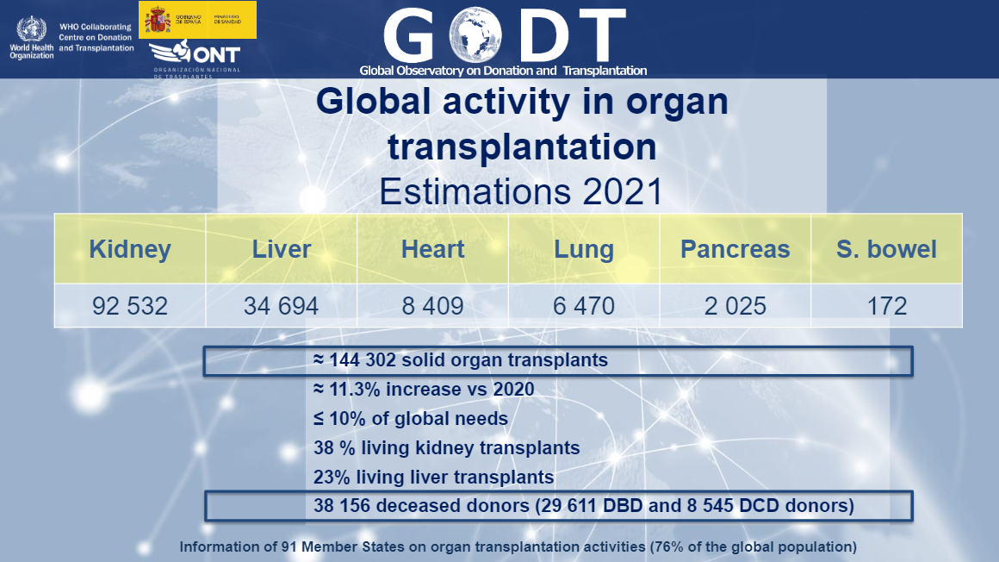 World Health
Organization
WHO Collaborating
Centre on Donation
and Transplantation
GOBIERNO
DE ESPAÑA
MINISTERIO
DE SANIDAD
ONT
ORGANIZACIÓN NACIONAL
DE TRASPLANTES
GODT
Global Observatory on Donation and Transplantation
Global activity in organ
transplantation
Estimations 2021
Kidney Liver Heart Lung Pancreas S. bowel
92 532 34 694 8 409 6 470 2 025 172
≈ 144 302 solid organ transplants
≈ 11.3% increase vs 2020
≤ 10% of global needs
38 % living kidney transplants
23% living liver transplants
38 156 deceased donors (29 611 DBD and 8 545 DCD donors)
Information of 91 Member States on organ transplantation activities (76% of the global population)